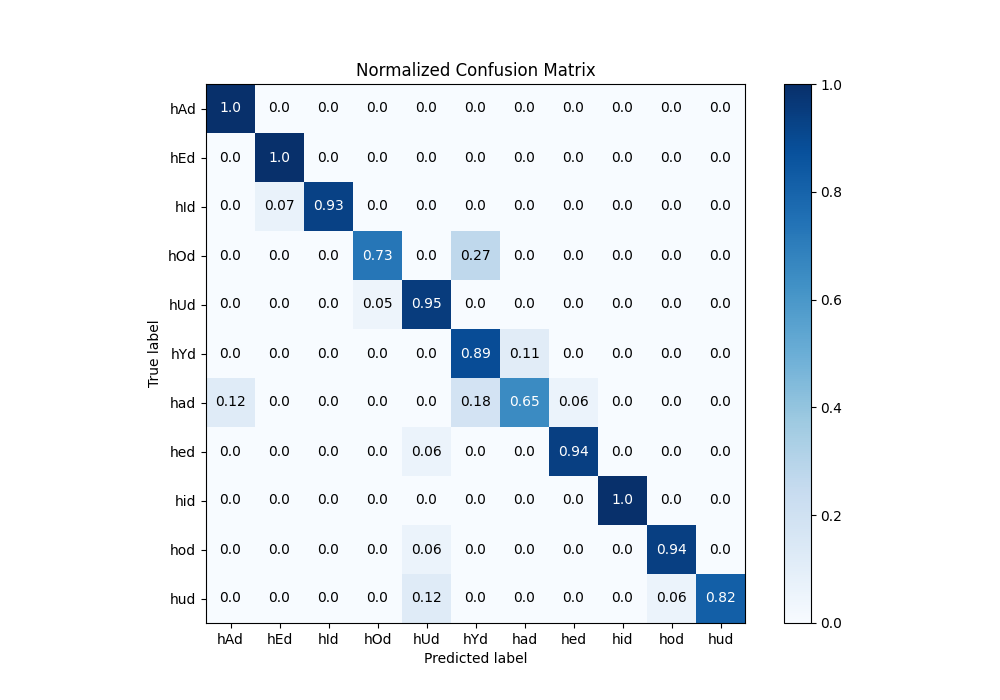 Normalized Confusion Matrix
hAd 1.0 0.0 0.0 0.0 0.0 0.0 0.0 0.0 0.0 0.0 0.0
hEd 0.0 1.0 0.0 0.0 0.0 0.0 0.0 0.0 0.0 0.0 0.0
hId 0.0 0.07 0.93 0.0 0.0 0.0 0.0 0.0 0.0 0.0 0.0
hOd 0.0 0.0 0.0 0.73 0.0 0.27 0.0 0.0 0.0 0.0 0.0
hUd 0.0 0.0 0.0 0.05 0.95 0.0 0.0 0.0 0.0 0.0 0.0
hYd 0.0 0.0 0.0 0.0 0.0 0.89 0.11 0.0 0.0 0.0 0.0
had 0.12 0.0 0.0 0.0 0.0 0.18 0.65 0.06 0.0 0.0 0.0
hed 0.0 0.0 0.0 0.0 0.06 0.0 0.0 0.94 0.0 0.0 0.0
hid 0.0 0.0 0.0 0.0 0.0 0.0 0.0 0.0 1.0 0.0 0.0
hod 0.0 0.0 0.0 0.0 0.06 0.0 0.0 0.0 0.0 0.94 0.0
hud 0.0 0.0 0.0 0.0 0.12 0.0 0.0 0.0 0.0 0.06 0.82
hAd hEd hId hOd hUd hYd had hed hid hod hud
Predicted label
True label
1.0
0.8
0.6
0.4
0.2
0.0